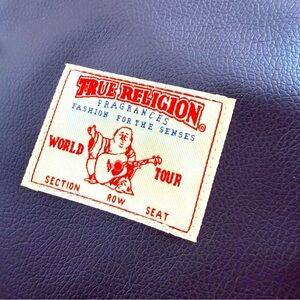 TRUE RELIGION®
FRAGRANCES
FASHION FOR THE SENSES
WORLD TOUR
SECTION ROW SEAT